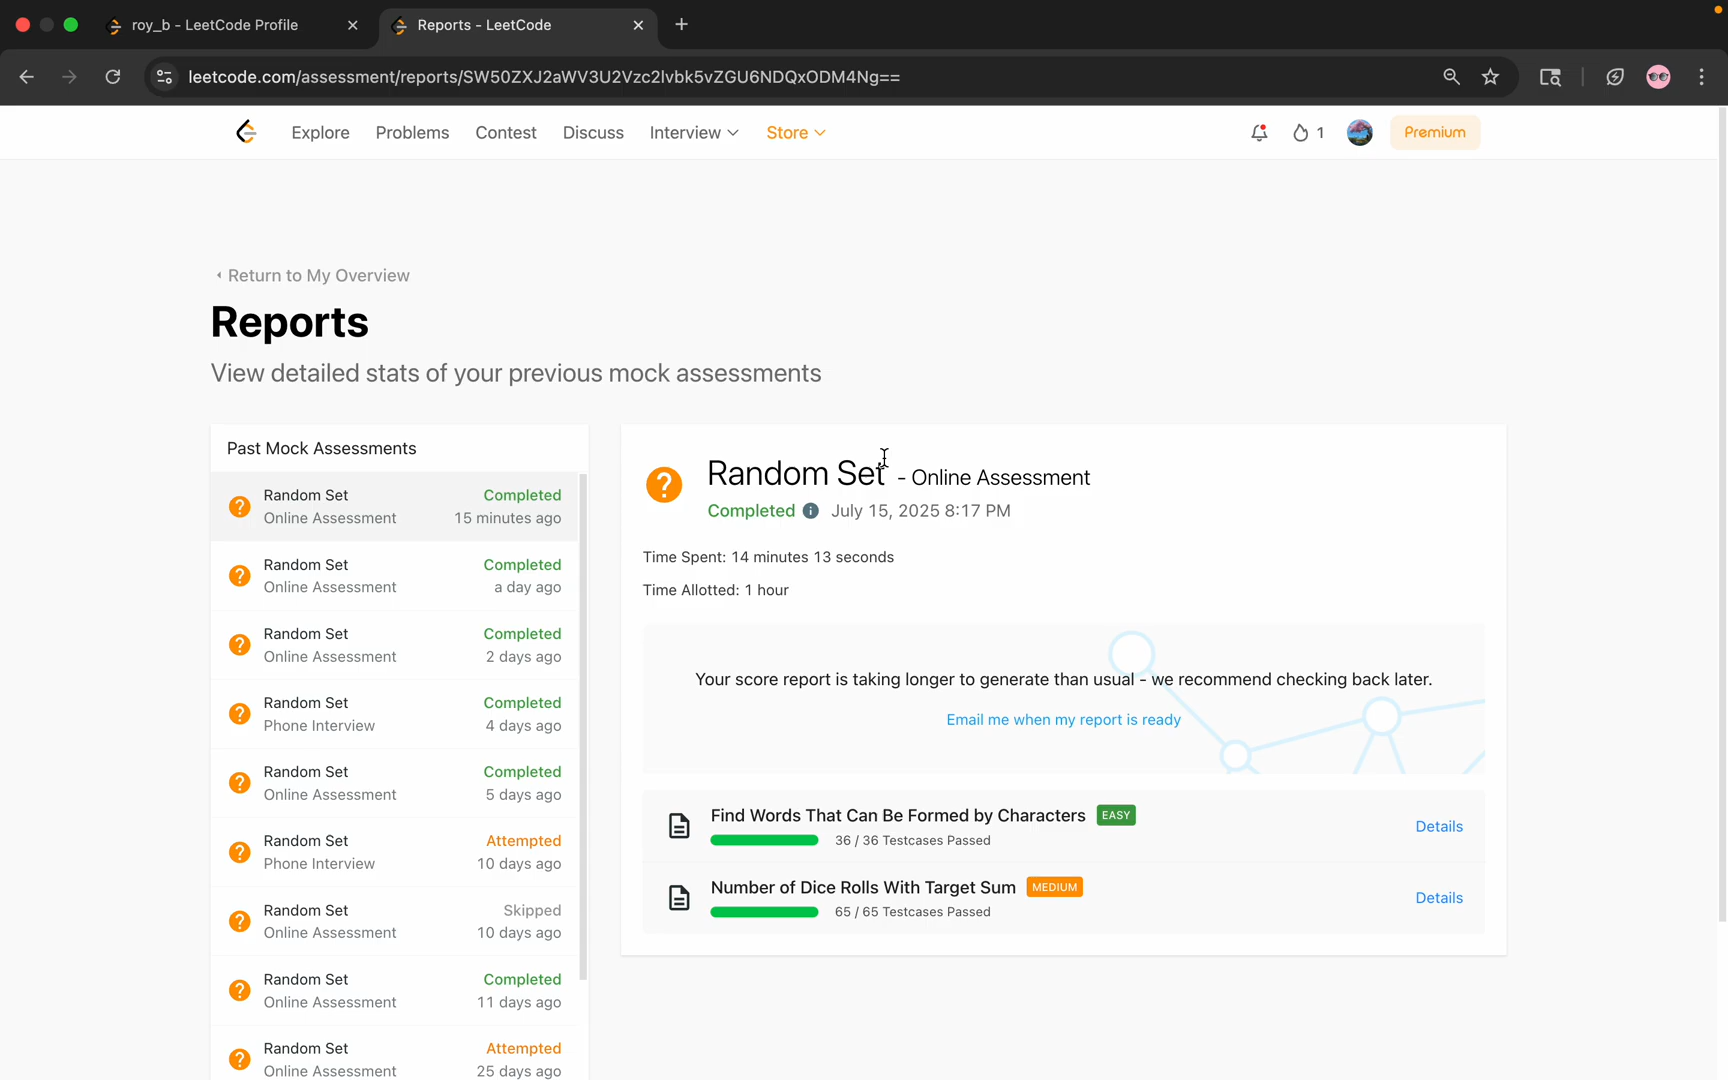 roy_b - LeetCode Profile
Reports - LeetCode
leetcode.com/assessment/reports/SW50ZXJ2aWV3U2Vzc2lvbk5vZGU6NDQxODM4Ng==
Explore Problems Contest Discuss Interview Store 1 Premium
Return to My Overview
Reports
View detailed stats of your previous mock assessments
Past Mock Assessments
Random Set Completed
Online Assessment 15 minutes ago
Random Set Completed
Online Assessment a day ago
Random Set Completed
Online Assessment 2 days ago
Random Set Completed
Phone Interview 4 days ago
Random Set Completed
Online Assessment 5 days ago
Random Set Attempted
Phone Interview 10 days ago
Random Set Skipped
Online Assessment 10 days ago
Random Set Completed
Online Assessment 11 days ago
Random Set Attempted
Online Assessment 25 days ago
Random Set - Online Assessment
Completed July 15, 2025 8:17 PM
Time Spent: 14 minutes 13 seconds
Time Allotted: 1 hour
Your score report is taking longer to generate than usual - we recommend checking back later.
Email me when my report is ready
Find Words That Can Be Formed by Characters EASY
36 / 36 Testcases Passed
Details
Number of Dice Rolls With Target Sum MEDIUM
65 / 65 Testcases Passed
Details